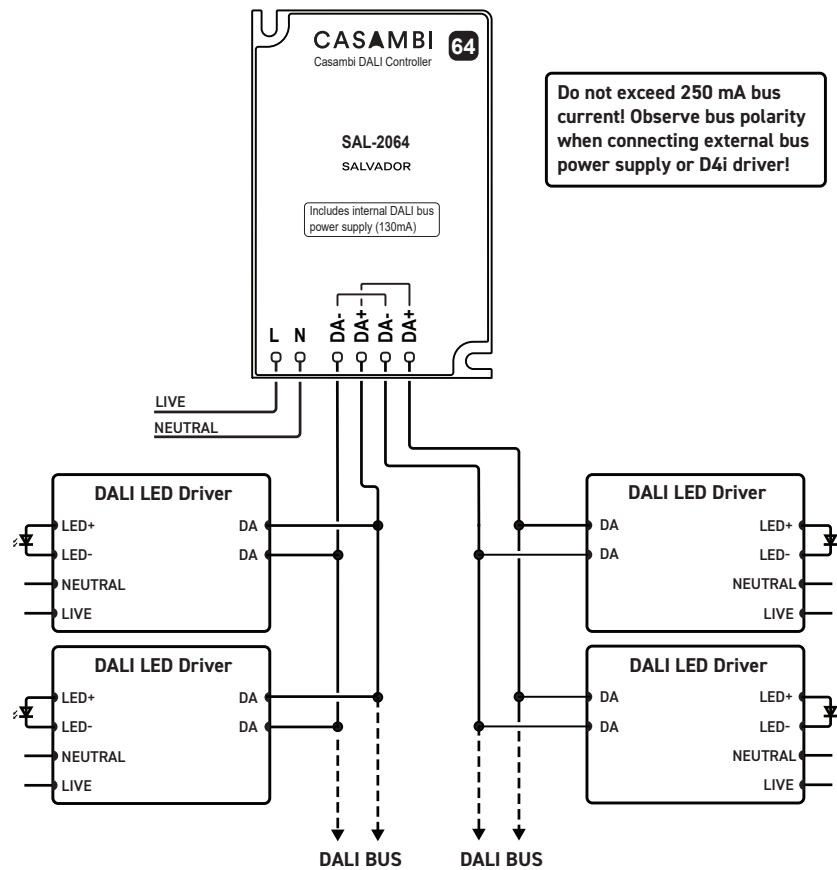 CASAMBI 64
Casambi DALI Controller
Do not exceed 250 mA bus
current! Observe bus polarity
when connecting external bus
power supply or D4i driver!
SAL-2064
SALVADOR
Includes internal DALI bus
power supply (130mA)
L N DA- DA+ DA- DA+
LIVE
NEUTRAL
DALI LED Driver
LED+ DA
LED- DA
NEUTRAL
LIVE
DALI LED Driver
DA LED+
DA LED-
NEUTRAL
LIVE
DALI LED Driver
LED+ DA
LED- DA
NEUTRAL
LIVE
DALI LED Driver
DA LED+
DA LED-
NEUTRAL
LIVE
DALI BUS DALI BUS